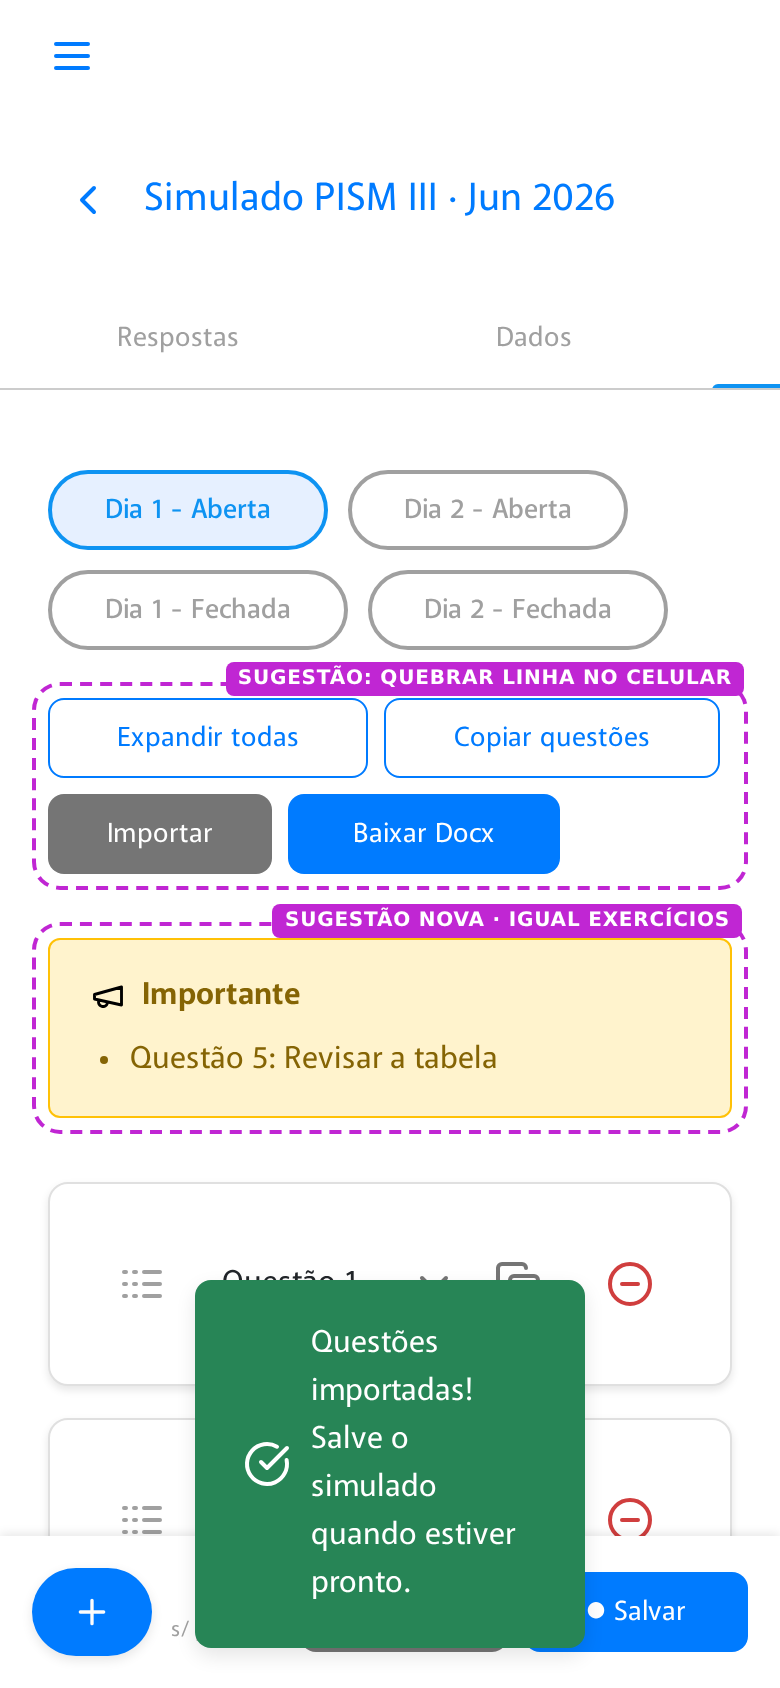 Simulado PISM III · Jun 2026
Respostas
Dados
Dia 1 - Aberta
Dia 2 - Aberta
Dia 1 - Fechada
Dia 2 - Fechada
SUGESTÃO: QUEBRAR LINHA NO CELULAR
Expandir todas
Copiar questões
Importar
Baixar Docx
SUGESTÃO NOVA · IGUAL EXERCÍCIOS
Importante
• Questão 5: Revisar a tabela
Questão 1
Questões
importadas!
Salve o
simulado
quando estiver
pronto.
s/
Salvar